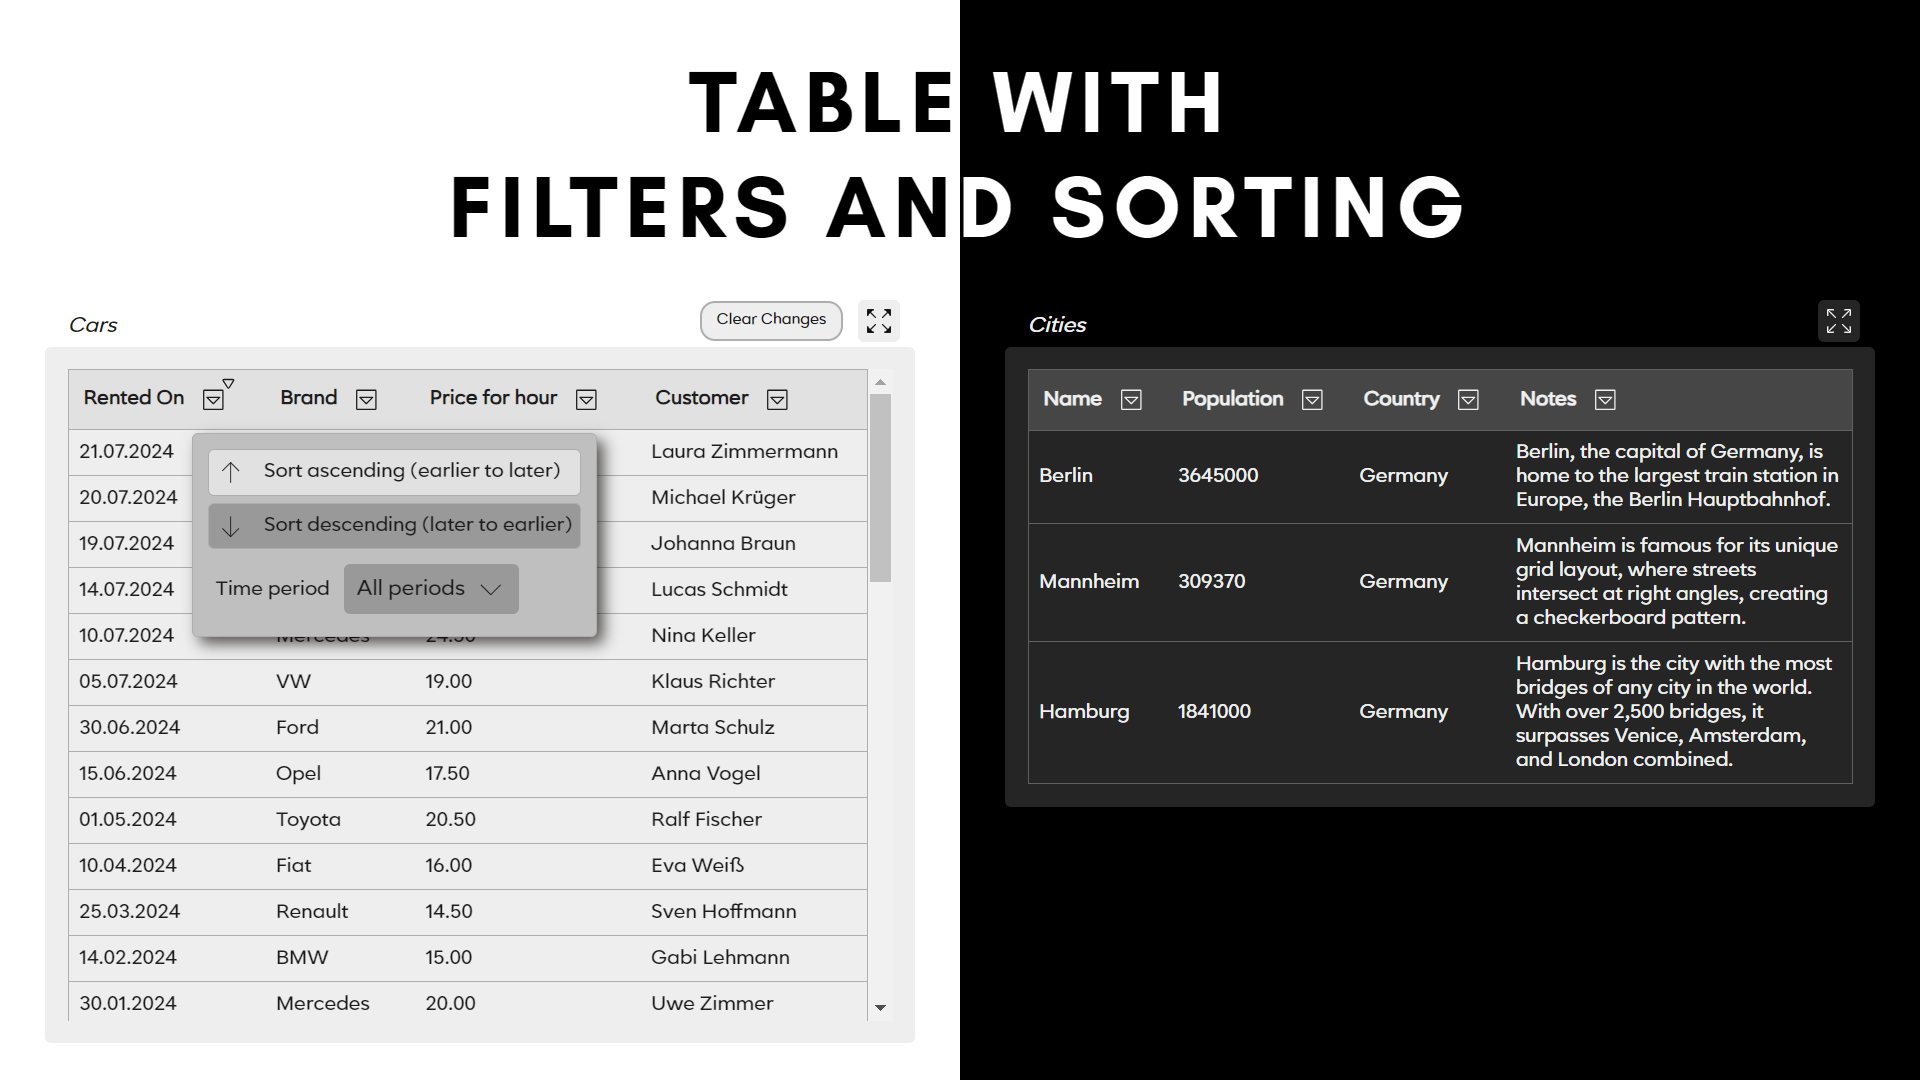 TABLE WITH
FILTERS AND SORTING
Cars
Clear Changes
Rented On Brand Price for hour Customer
21.07.2024 Laura Zimmermann
20.07.2024 Michael Krüger
19.07.2024 Johanna Braun
14.07.2024 Lucas Schmidt
10.07.2024 Mercedes 24.50 Nina Keller
Sort ascending (earlier to later)
Sort descending (later to earlier)
Time period All periods
05.07.2024 VW 19.00 Klaus Richter
30.06.2024 Ford 21.00 Marta Schulz
15.06.2024 Opel 17.50 Anna Vogel
01.05.2024 Toyota 20.50 Ralf Fischer
10.04.2024 Fiat 16.00 Eva Weiß
25.03.2024 Renault 14.50 Sven Hoffmann
14.02.2024 BMW 15.00 Gabi Lehmann
30.01.2024 Mercedes 20.00 Uwe Zimmer
Cities
Name Population Country Notes
Berlin 3645000 Germany
Berlin, the capital of Germany, is
home to the largest train station in
Europe, the Berlin Hauptbahnhof.
Mannheim 309370 Germany
Mannheim is famous for its unique
grid layout, where streets
intersect at right angles, creating
a checkerboard pattern.
Hamburg 1841000 Germany
Hamburg is the city with the most
bridges of any city in the world.
With over 2,500 bridges, it
surpasses Venice, Amsterdam,
and London combined.